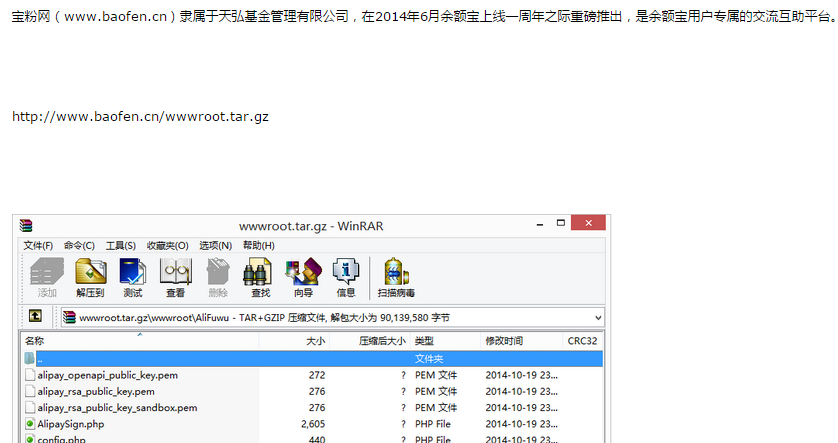 宝粉网（www.baofen.cn）隶属于天弘基金管理有限公司，在2014年6月余额宝上线一周年之际重磅推出，是余额宝用户专属的交流互助平台。
http://www.baofen.cn/wwwroot.tar.gz
wwwroot.tar.gz - WinRAR
文件(F) 命令(C) 工具(S) 收藏夹(O) 选项(N) 帮助(H)
添加 解压到 测试 查看 删除 查找 向导 信息 扫描病毒
wwwroot.tar.gz\wwwroot\AliFuwu - TAR+GZIP 压缩文件, 解包大小为 90,139,580 字节
名称 大小 压缩后大小 类型 修改时间 CRC32
.. 文件夹
alipay_openapi_public_key.pem 272 ? PEM 文件 2014-10-19 23...
alipay_rsa_public_key.pem 276 ? PEM 文件 2014-10-19 23...
alipay_rsa_public_key_sandbox.pem 276 ? PEM 文件 2014-10-19 23...
AlipaySign.php 2,605 ? PHP File 2014-10-19 23...
config.php 440 ? PHP File 2014-10-19 23...